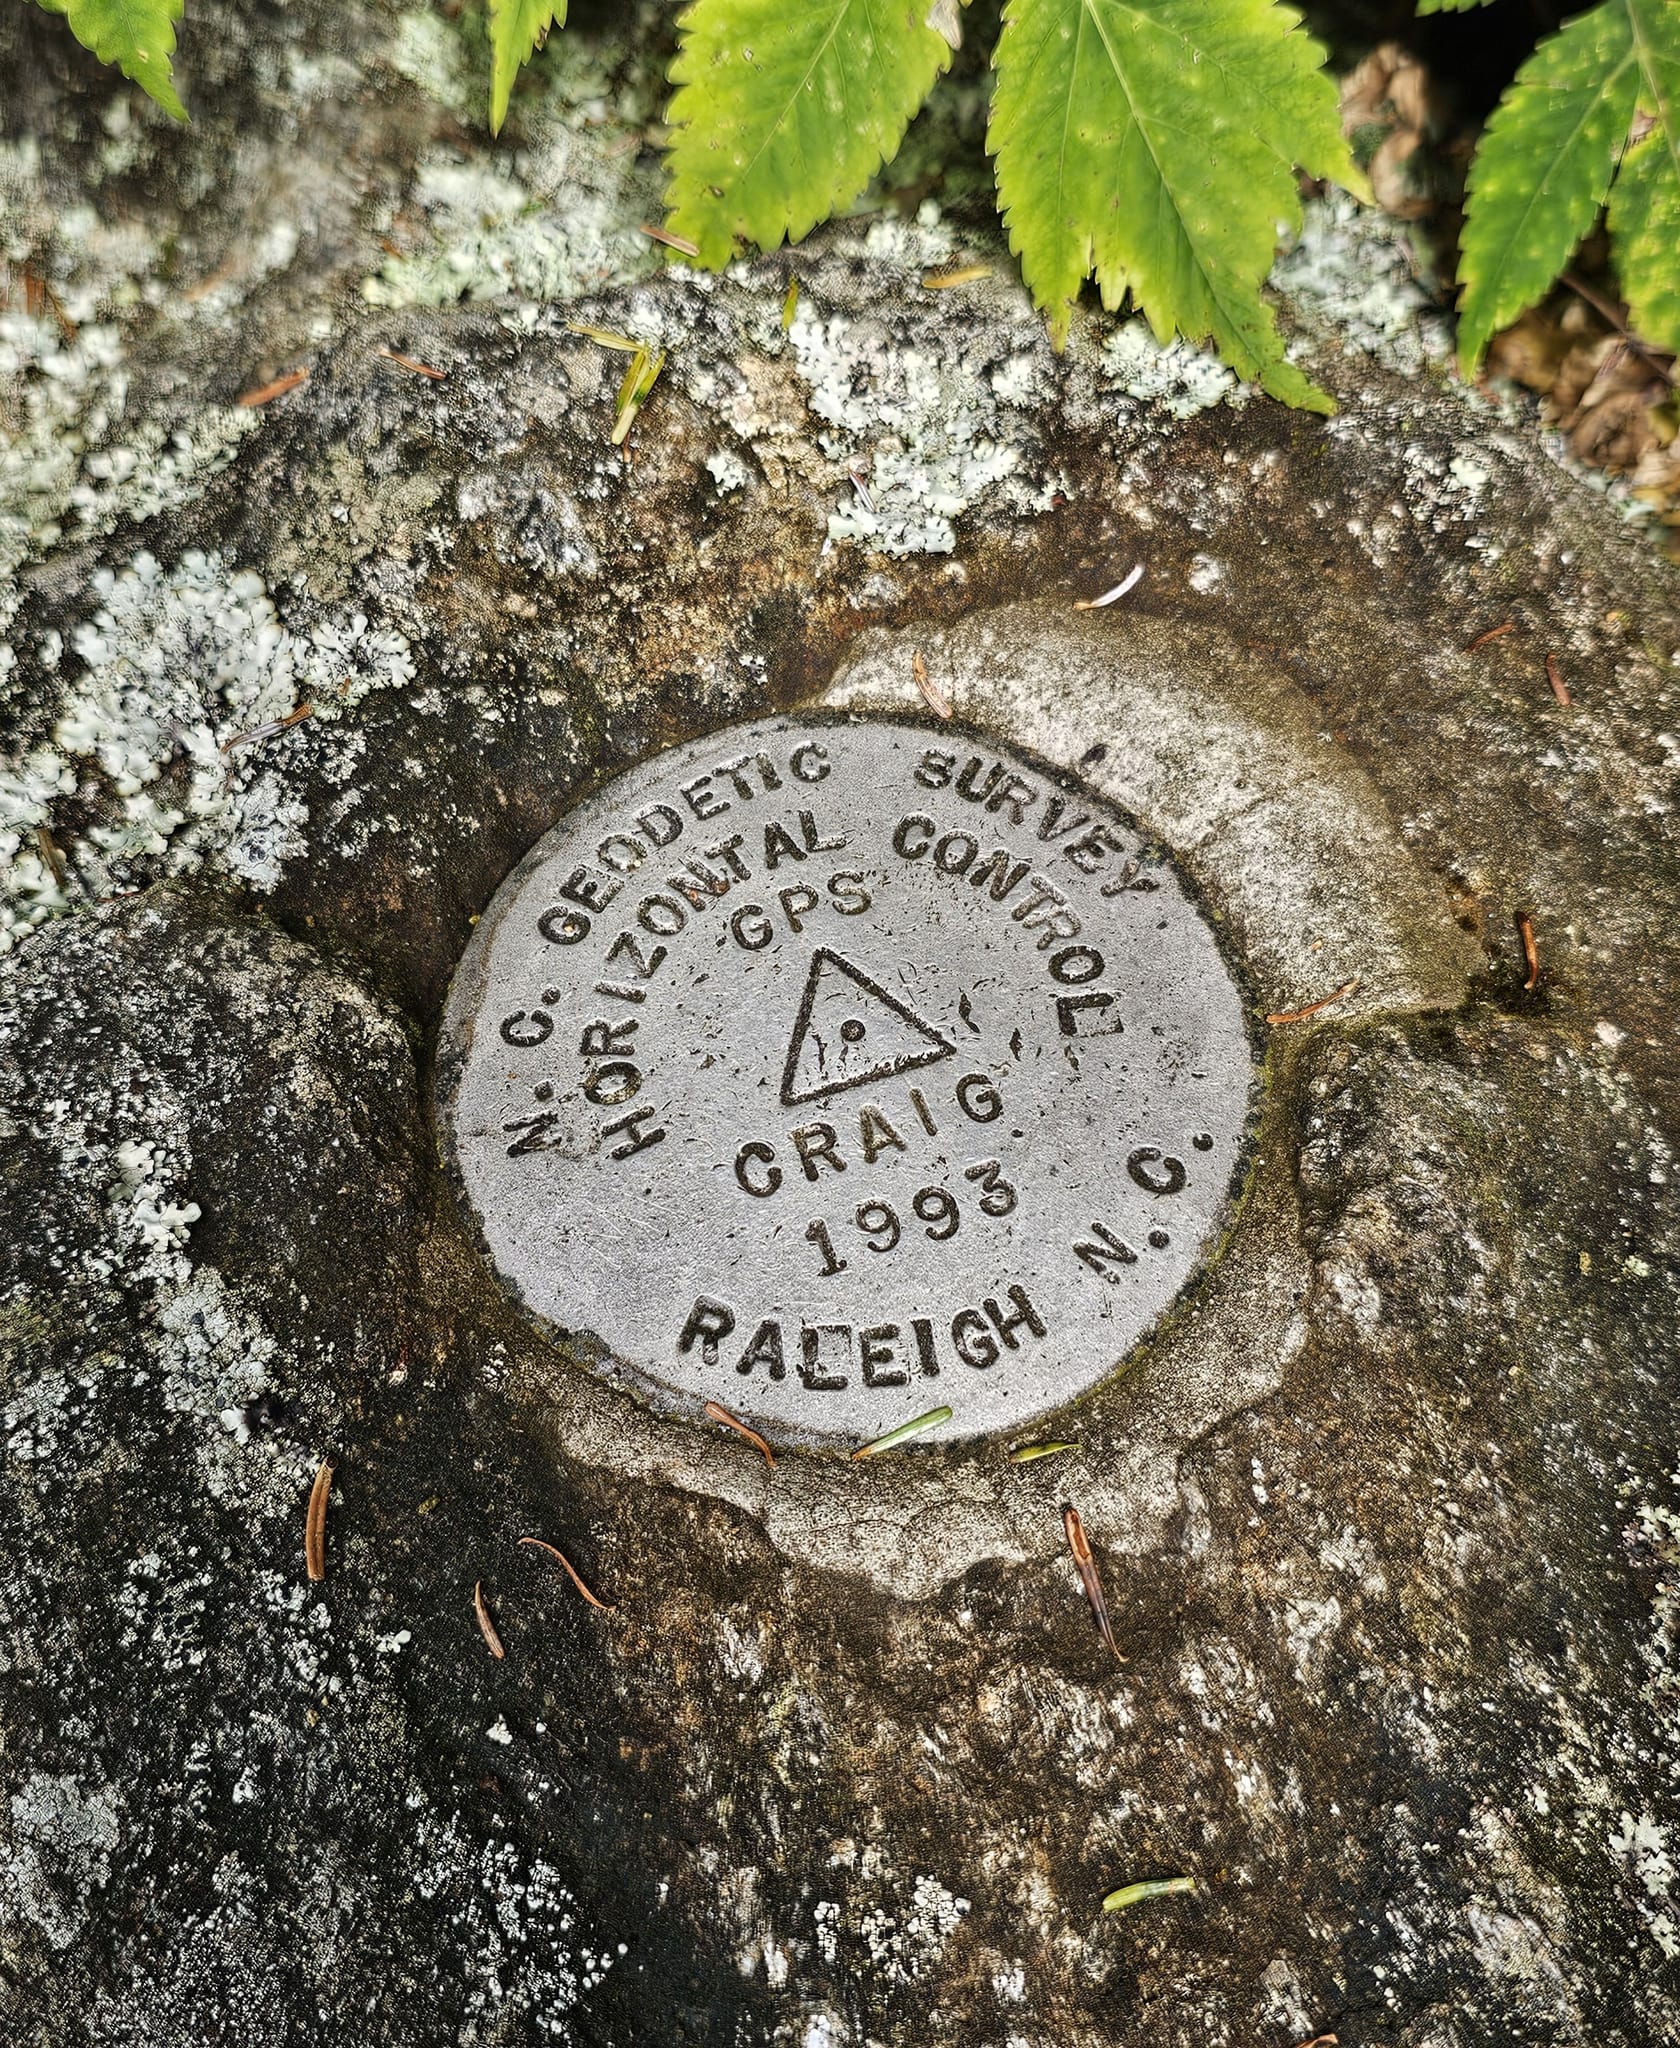 N. C. GEODETIC SURVEY
HORIZONTAL CONTROL
GPS
CRAIG
1993
RALEIGH N. C.